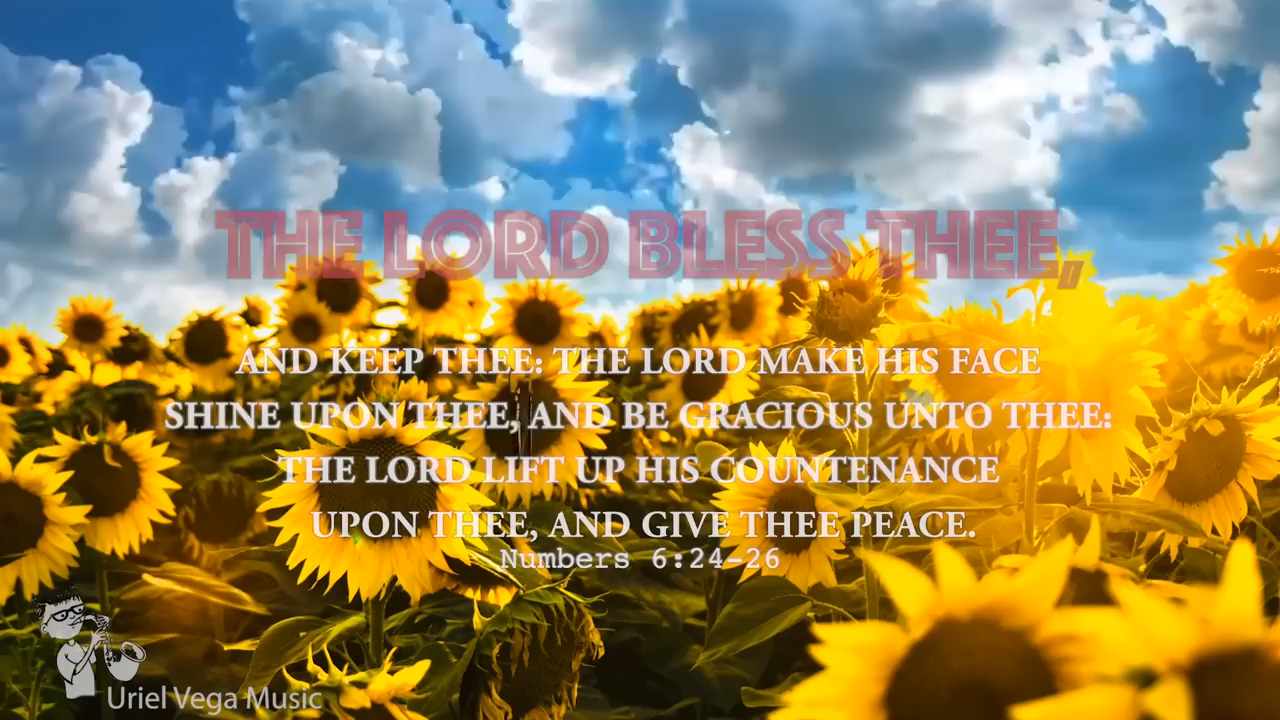 THE LORD BLESS THEE,
AND KEEP THEE: THE LORD MAKE HIS FACE
SHINE UPON THEE, AND BE GRACIOUS UNTO THEE:
THE LORD LIFT UP HIS COUNTENANCE
UPON THEE, AND GIVE THEE PEACE.
Numbers 6:24-26
Uriel Vega Music